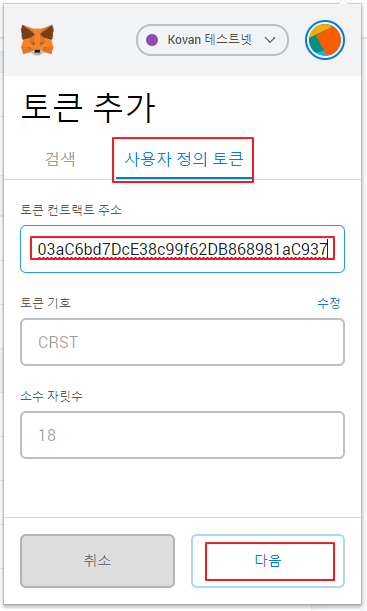 Kovan 테스트넷
토큰 추가
검색
사용자 정의 토큰
토큰 컨트랙트 주소
03aC6bd7DcE38c99f62DB868981aC937
토큰 기호
수정
CRST
소수 자릿수
18
취소
다음